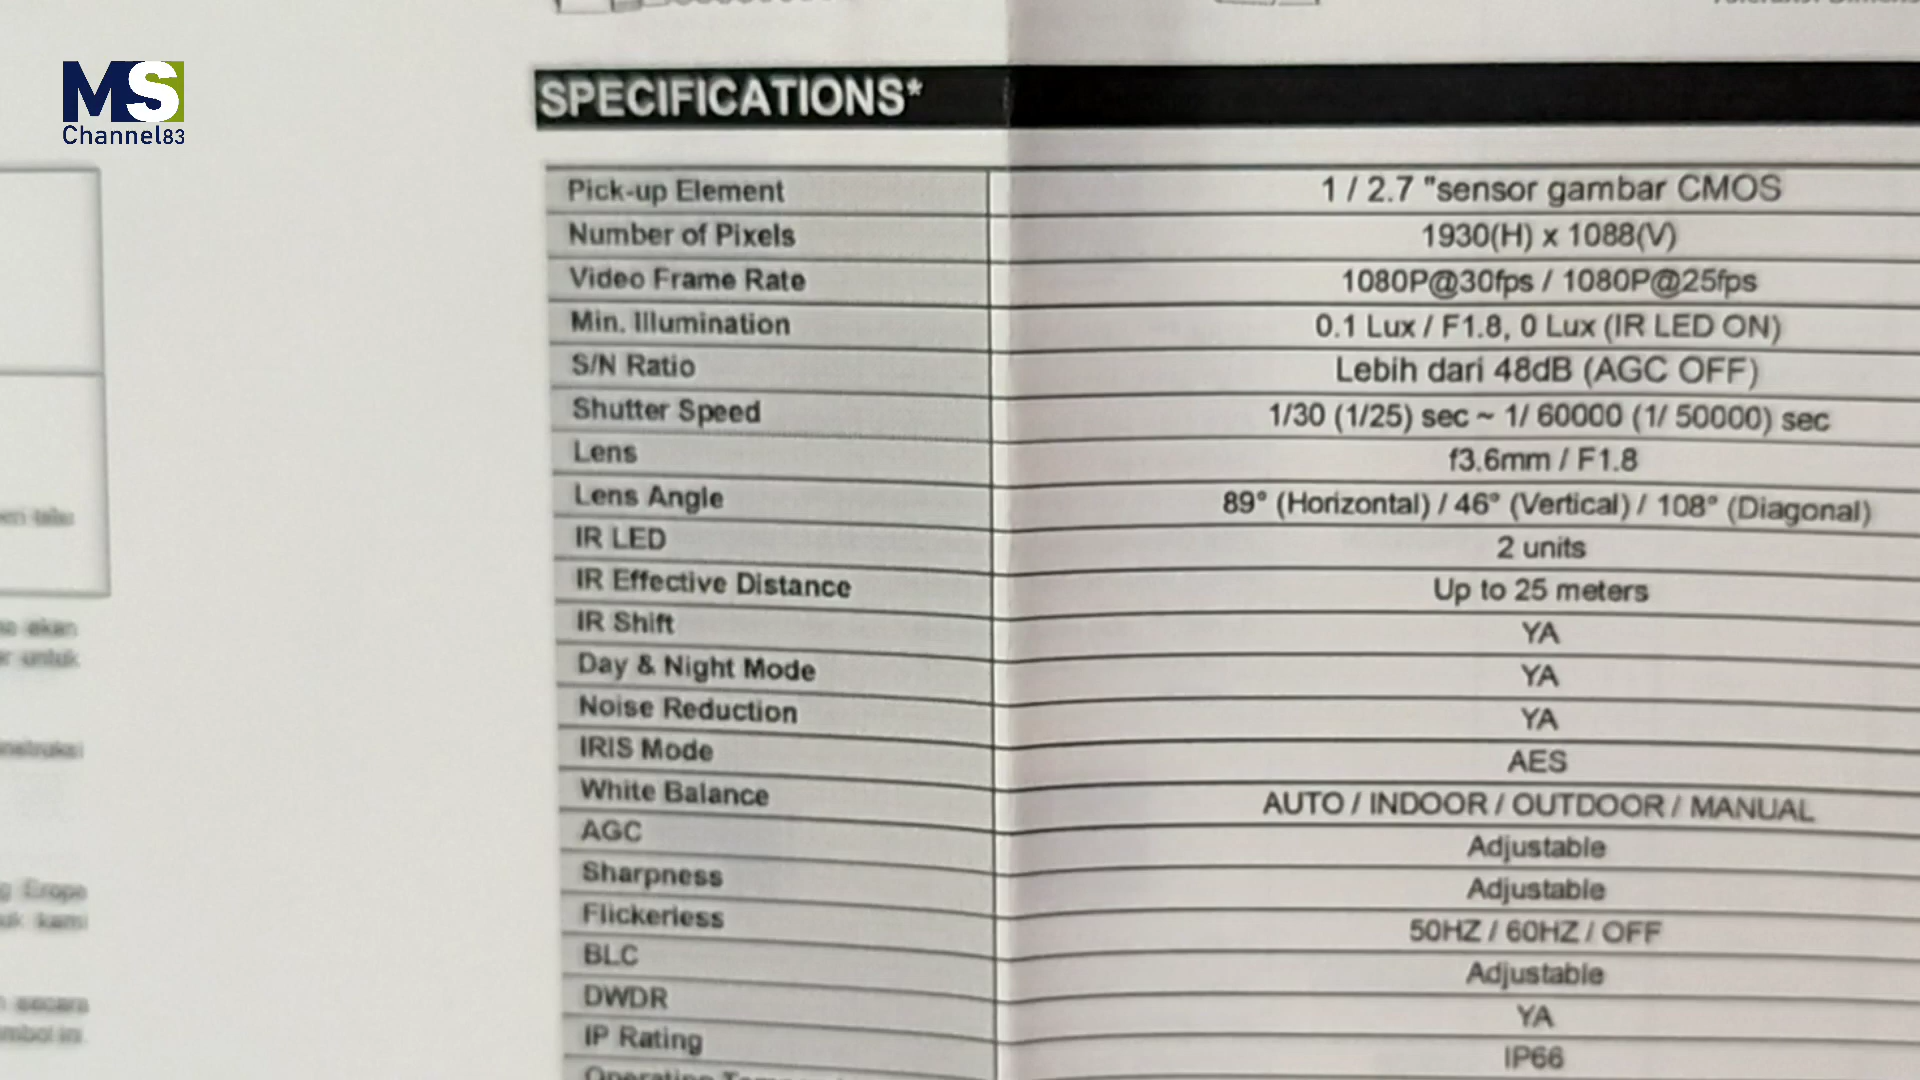 MS
Channel83
SPECIFICATIONS*
Pick-up Element 1 / 2.7 "sensor gambar CMOS
Number of Pixels 1930(H) x 1088(V)
Video Frame Rate 1080P@30fps / 1080P@25fps
Min. Illumination 0.1 Lux / F1.8, 0 Lux (IR LED ON)
S/N Ratio Lebih dari 48dB (AGC OFF)
Shutter Speed 1/30 (1/25) sec ~ 1/ 60000 (1/ 50000) sec
Lens f3.6mm / F1.8
Lens Angle 89° (Horizontal) / 46° (Vertical) / 108° (Diagonal)
IR LED 2 units
IR Effective Distance Up to 25 meters
IR Shift YA
Day & Night Mode YA
Noise Reduction YA
IRIS Mode AES
White Balance AUTO / INDOOR / OUTDOOR / MANUAL
AGC Adjustable
Sharpness Adjustable
Flickerless 50HZ / 60HZ / OFF
BLC Adjustable
DWDR YA
IP Rating IP66
akan
untuk
Eropa
kami
secara